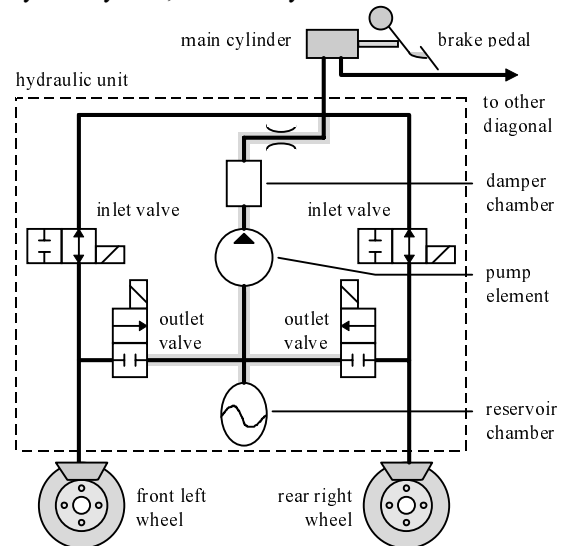 main cylinder
brake pedal
hydraulic unit
to other
diagonal
inlet valve
inlet valve
damper
chamber
pump
element
outlet
valve
outlet
valve
reservoir
chamber
front left
wheel
rear right
wheel